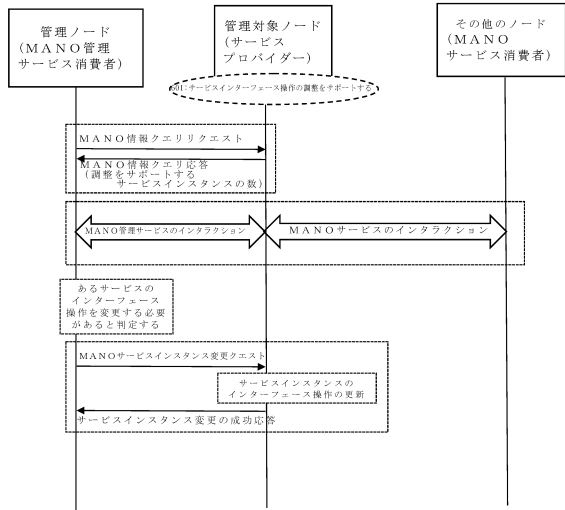 管理ノード
(MANO管理
サービス消費者)
管理対象ノード
(サービス
プロバイダー)
その他のノード
(MANO
サービス消費者)
601:サービスインターフェース操作の調整をサポートする
MANO情報クエリリクエスト
MANO情報クエリ応答
(調整をサポートする
サービスインスタンスの数)
MANO管理サービスのインタラクション
MANOサービスのインタラクション
あるサービスの
インターフェース
操作を変更する必要
があると判定する
MANOサービスインスタンス変更クエスト
サービスインスタンスの
インターフェース操作の更新
サービスインスタンス変更の成功応答